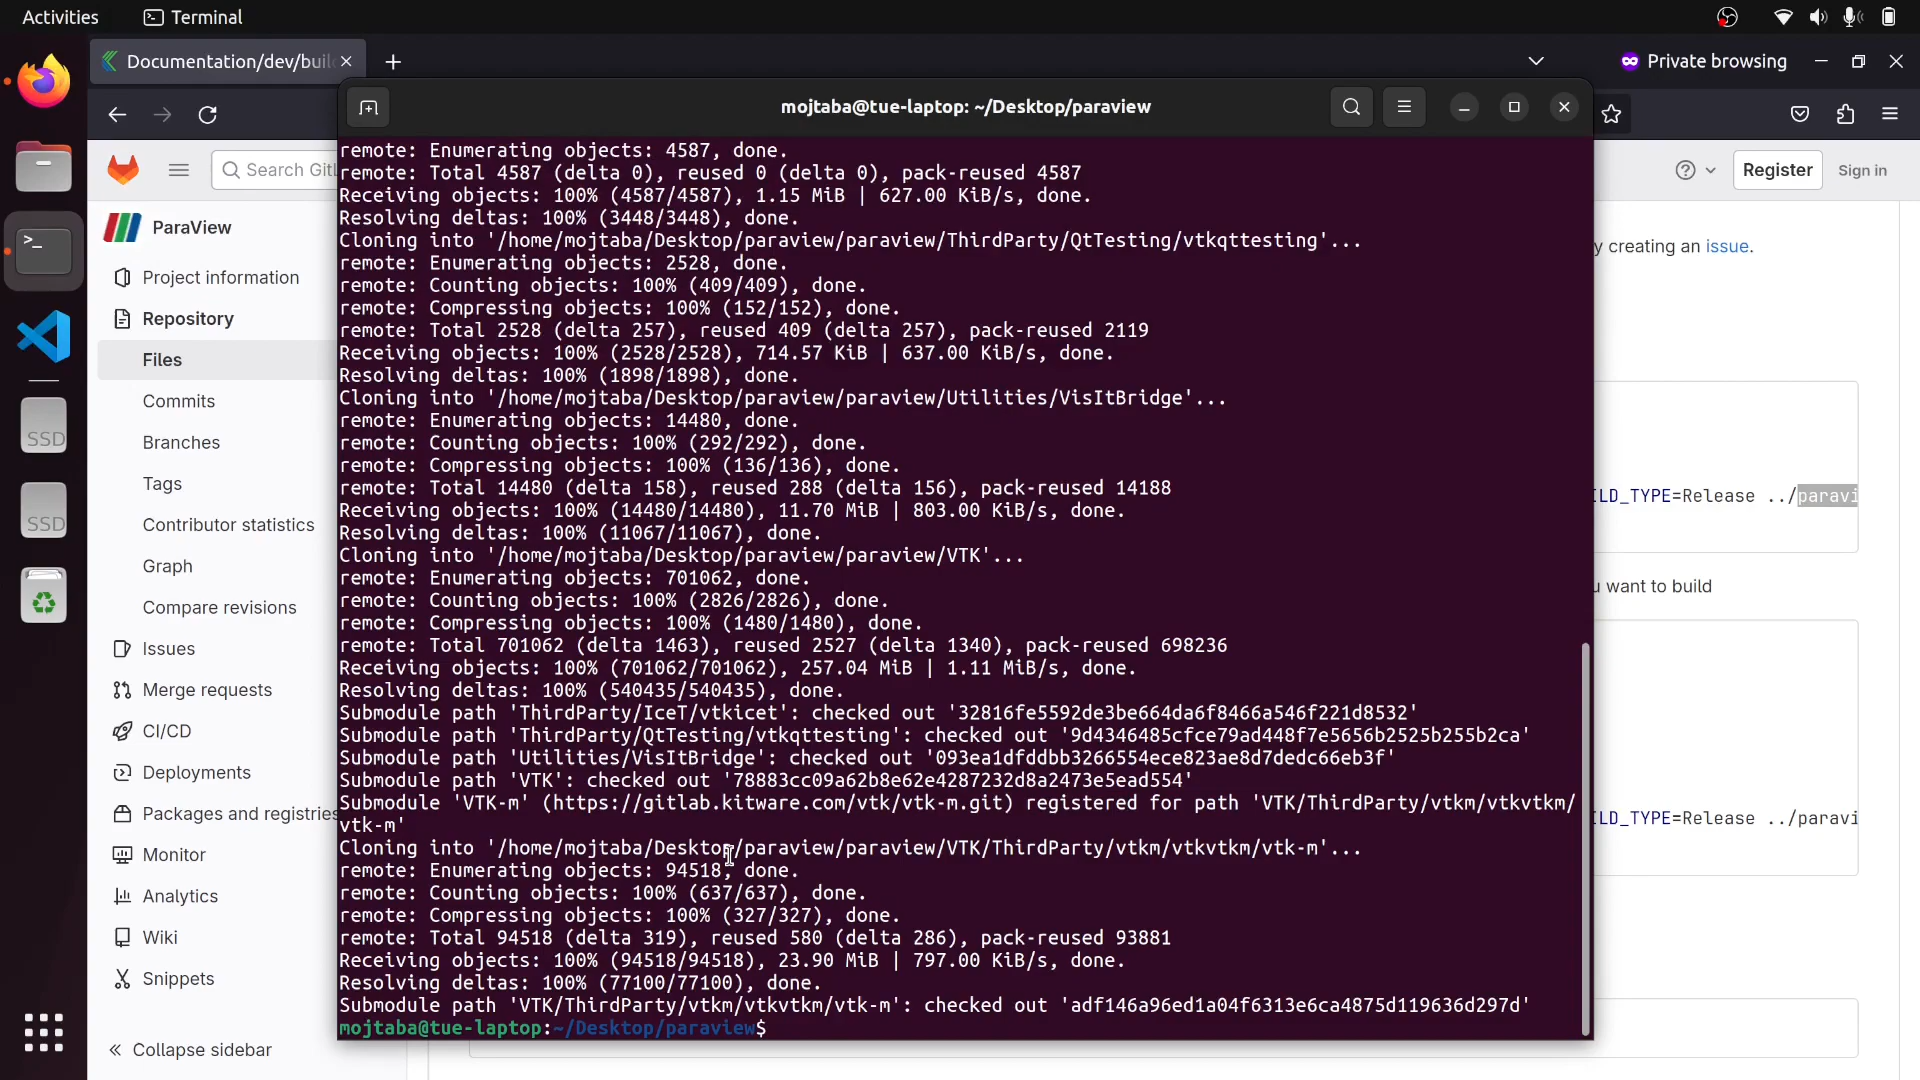 Activities
Terminal
Documentation/dev/buil
Private browsing
mojtaba@tue-laptop: ~/Desktop/paraview
Search GitL
Register
Sign in
ParaView
Project information
Repository
Files
Commits
Branches
Tags
Contributor statistics
Graph
Compare revisions
Issues
Merge requests
CI/CD
Deployments
Packages and registries
Monitor
Analytics
Wiki
Snippets
Collapse sidebar
SSD
SSD
remote: Enumerating objects: 4587, done.
remote: Total 4587 (delta 0), reused 0 (delta 0), pack-reused 4587
Receiving objects: 100% (4587/4587), 1.15 MiB | 627.00 KiB/s, done.
Resolving deltas: 100% (3448/3448), done.
Cloning into '/home/mojtaba/Desktop/paraview/paraview/ThirdParty/QtTesting/vtkqttesting'...
remote: Enumerating objects: 2528, done.
remote: Counting objects: 100% (409/409), done.
remote: Compressing objects: 100% (152/152), done.
remote: Total 2528 (delta 257), reused 409 (delta 257), pack-reused 2119
Receiving objects: 100% (2528/2528), 714.57 KiB | 637.00 KiB/s, done.
Resolving deltas: 100% (1898/1898), done.
Cloning into '/home/mojtaba/Desktop/paraview/paraview/Utilities/VisItBridge'...
remote: Enumerating objects: 14480, done.
remote: Counting objects: 100% (292/292), done.
remote: Compressing objects: 100% (136/136), done.
remote: Total 14480 (delta 158), reused 288 (delta 156), pack-reused 14188
Receiving objects: 100% (14480/14480), 11.70 MiB | 803.00 KiB/s, done.
Resolving deltas: 100% (11067/11067), done.
Cloning into '/home/mojtaba/Desktop/paraview/paraview/VTK'...
remote: Enumerating objects: 701062, done.
remote: Counting objects: 100% (2826/2826), done.
remote: Compressing objects: 100% (1480/1480), done.
remote: Total 701062 (delta 1463), reused 2527 (delta 1340), pack-reused 698236
Receiving objects: 100% (701062/701062), 257.04 MiB | 1.11 MiB/s, done.
Resolving deltas: 100% (540435/540435), done.
Submodule path 'ThirdParty/IceT/vtkicet': checked out '32816fe5592de3be664da6f8466a546f221d8532'
Submodule path 'ThirdParty/QtTesting/vtkqttesting': checked out '9d4346485cfce79ad448f7e5656b2525b255b2ca'
Submodule path 'Utilities/VisItBridge': checked out '093ea1dfddbb3266554ece823ae8d7dedc66eb3f'
Submodule path 'VTK': checked out '78883cc09a62b8e62e4287232d8a2473e5ead554'
Submodule 'VTK-m' (https://gitlab.kitware.com/vtk/vtk-m.git) registered for path 'VTK/ThirdParty/vtkm/vtkvtkm/
vtk-m'
Cloning into '/home/mojtaba/Desktop/paraview/paraview/VTK/ThirdParty/vtkm/vtkvtkm/vtk-m'...
remote: Enumerating objects: 94518, done.
remote: Counting objects: 100% (637/637), done.
remote: Compressing objects: 100% (327/327), done.
remote: Total 94518 (delta 319), reused 580 (delta 286), pack-reused 93881
Receiving objects: 100% (94518/94518), 23.90 MiB | 797.00 KiB/s, done.
Resolving deltas: 100% (77100/77100), done.
Submodule path 'VTK/ThirdParty/vtkm/vtkvtkm/vtk-m': checked out 'adf146a96ed1a04f6313e6ca4875d119636d297d'
mojtaba@tue-laptop:~/Desktop/paraview$
y creating an issue.
ILD_TYPE=Release ../paravi
u want to build
ILD_TYPE=Release ../paravi